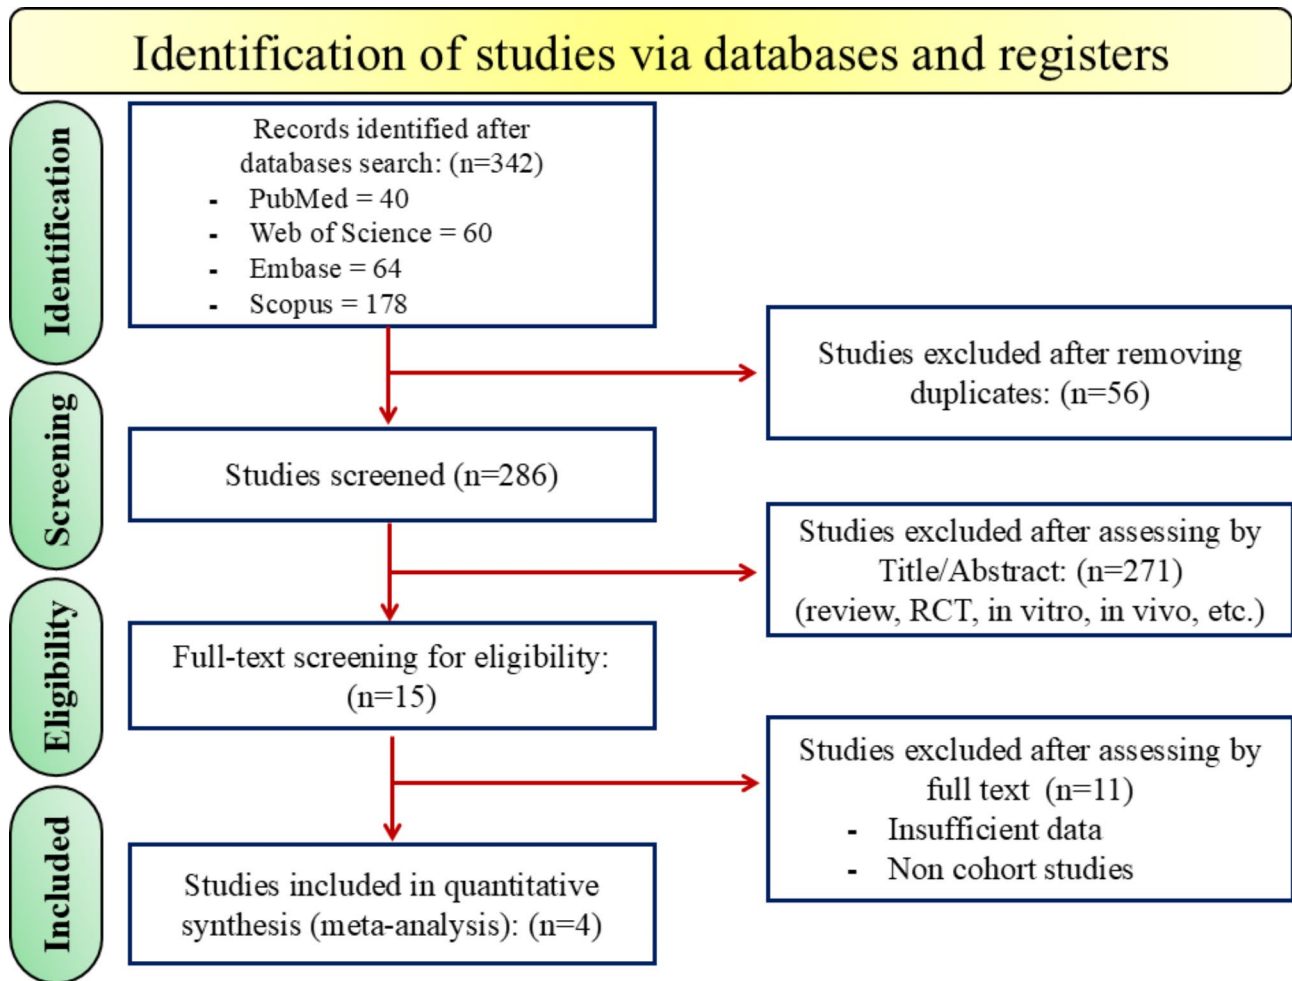 Identification of studies via databases and registers
Identification
Records identified after
databases search: (n=342)
- PubMed = 40
- Web of Science = 60
- Embase = 64
- Scopus = 178
Studies excluded after removing
duplicates: (n=56)
Screening
Studies screened (n=286)
Studies excluded after assessing by
Title/Abstract: (n=271)
(review, RCT, in vitro, in vivo, etc.)
Eligibility
Full-text screening for eligibility:
(n=15)
Studies excluded after assessing by
full text (n=11)
- Insufficient data
- Non cohort studies
Included
Studies included in quantitative
synthesis (meta-analysis): (n=4)